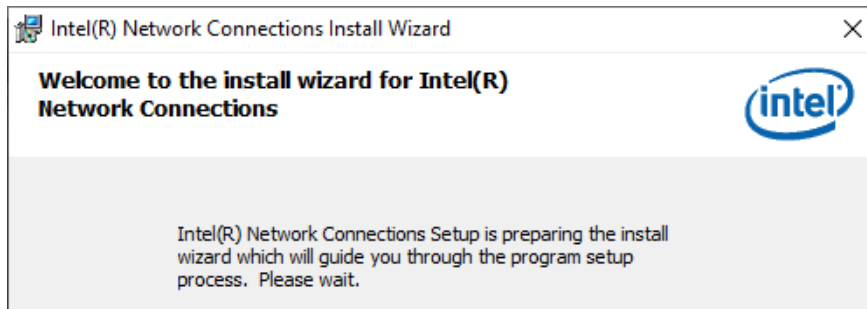 Intel(R) Network Connections Install Wizard
Welcome to the install wizard for Intel(R)
Network Connections
intel
Intel(R) Network Connections Setup is preparing the install
wizard which will guide you through the program setup
process.  Please wait.